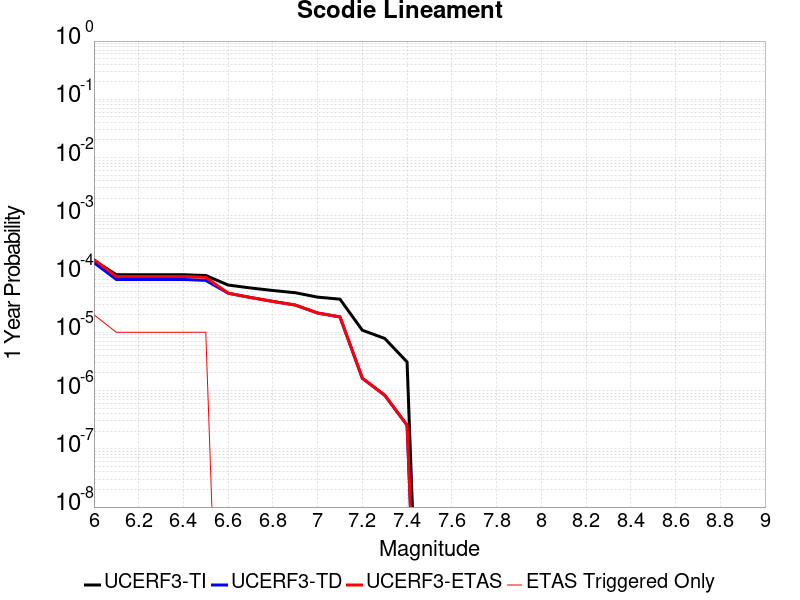 Scodie Lineament
10^0
10^-1
10^-2
10^-3
10^-4
10^-5
10^-6
10^-7
10^-8
1 Year Probability
6 6.2 6.4 6.6 6.8 7 7.2 7.4 7.6 7.8 8 8.2 8.4 8.6 8.8 9
Magnitude
UCERF3-TI UCERF3-TD UCERF3-ETAS ETAS Triggered Only